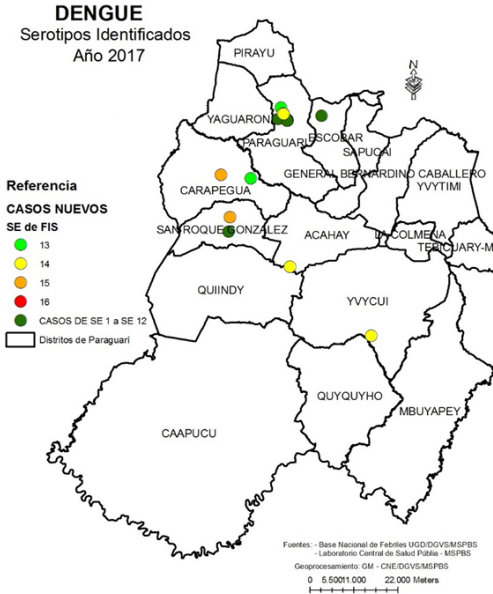 DENGUE
Serotipos Identificados
Año 2017
PIRAYU
N
YAGUARON
PARAGUARI
ESCOBAR
SAPUCAI
GENERAL BERNARDINO CABALLERO
YVYTIMI
Referencia
CARAPEGUA
CASOS NUEVOS
SE de FIS
SAN ROQUE GONZALEZ
ACAHAY
LA COLMENA
TEBICUARY-M
13
14
15
16
CASOS DE SE 1 a SE 12
Distritos de Paraguarí
QUIINDY
YVYCUI
QUYQUYHO
MBUYAPEY
CAAPUCU
Fuentes: - Base Nacional de Febriles UGD/DGVS/MSPBS
- Laboratorio Central de Salud Públia - MSPBS
Geoprocesamiento: GM - CNE/DGVS/MSPBS
0 5.500 11.000 22.000 Meters